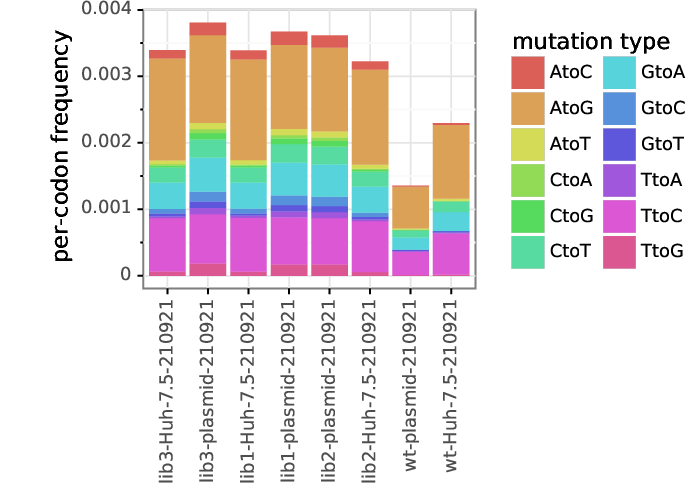 0.004
0.003
0.002
0.001
0
per-codon frequency
lib3-Huh-7.5-210921
lib3-plasmid-210921
lib1-Huh-7.5-210921
lib1-plasmid-210921
lib2-plasmid-210921
lib2-Huh-7.5-210921
wt-plasmid-210921
wt-Huh-7.5-210921
mutation type
AtoC
AtoG
AtoT
CtoA
CtoG
CtoT
GtoA
GtoC
GtoT
TtoA
TtoC
TtoG